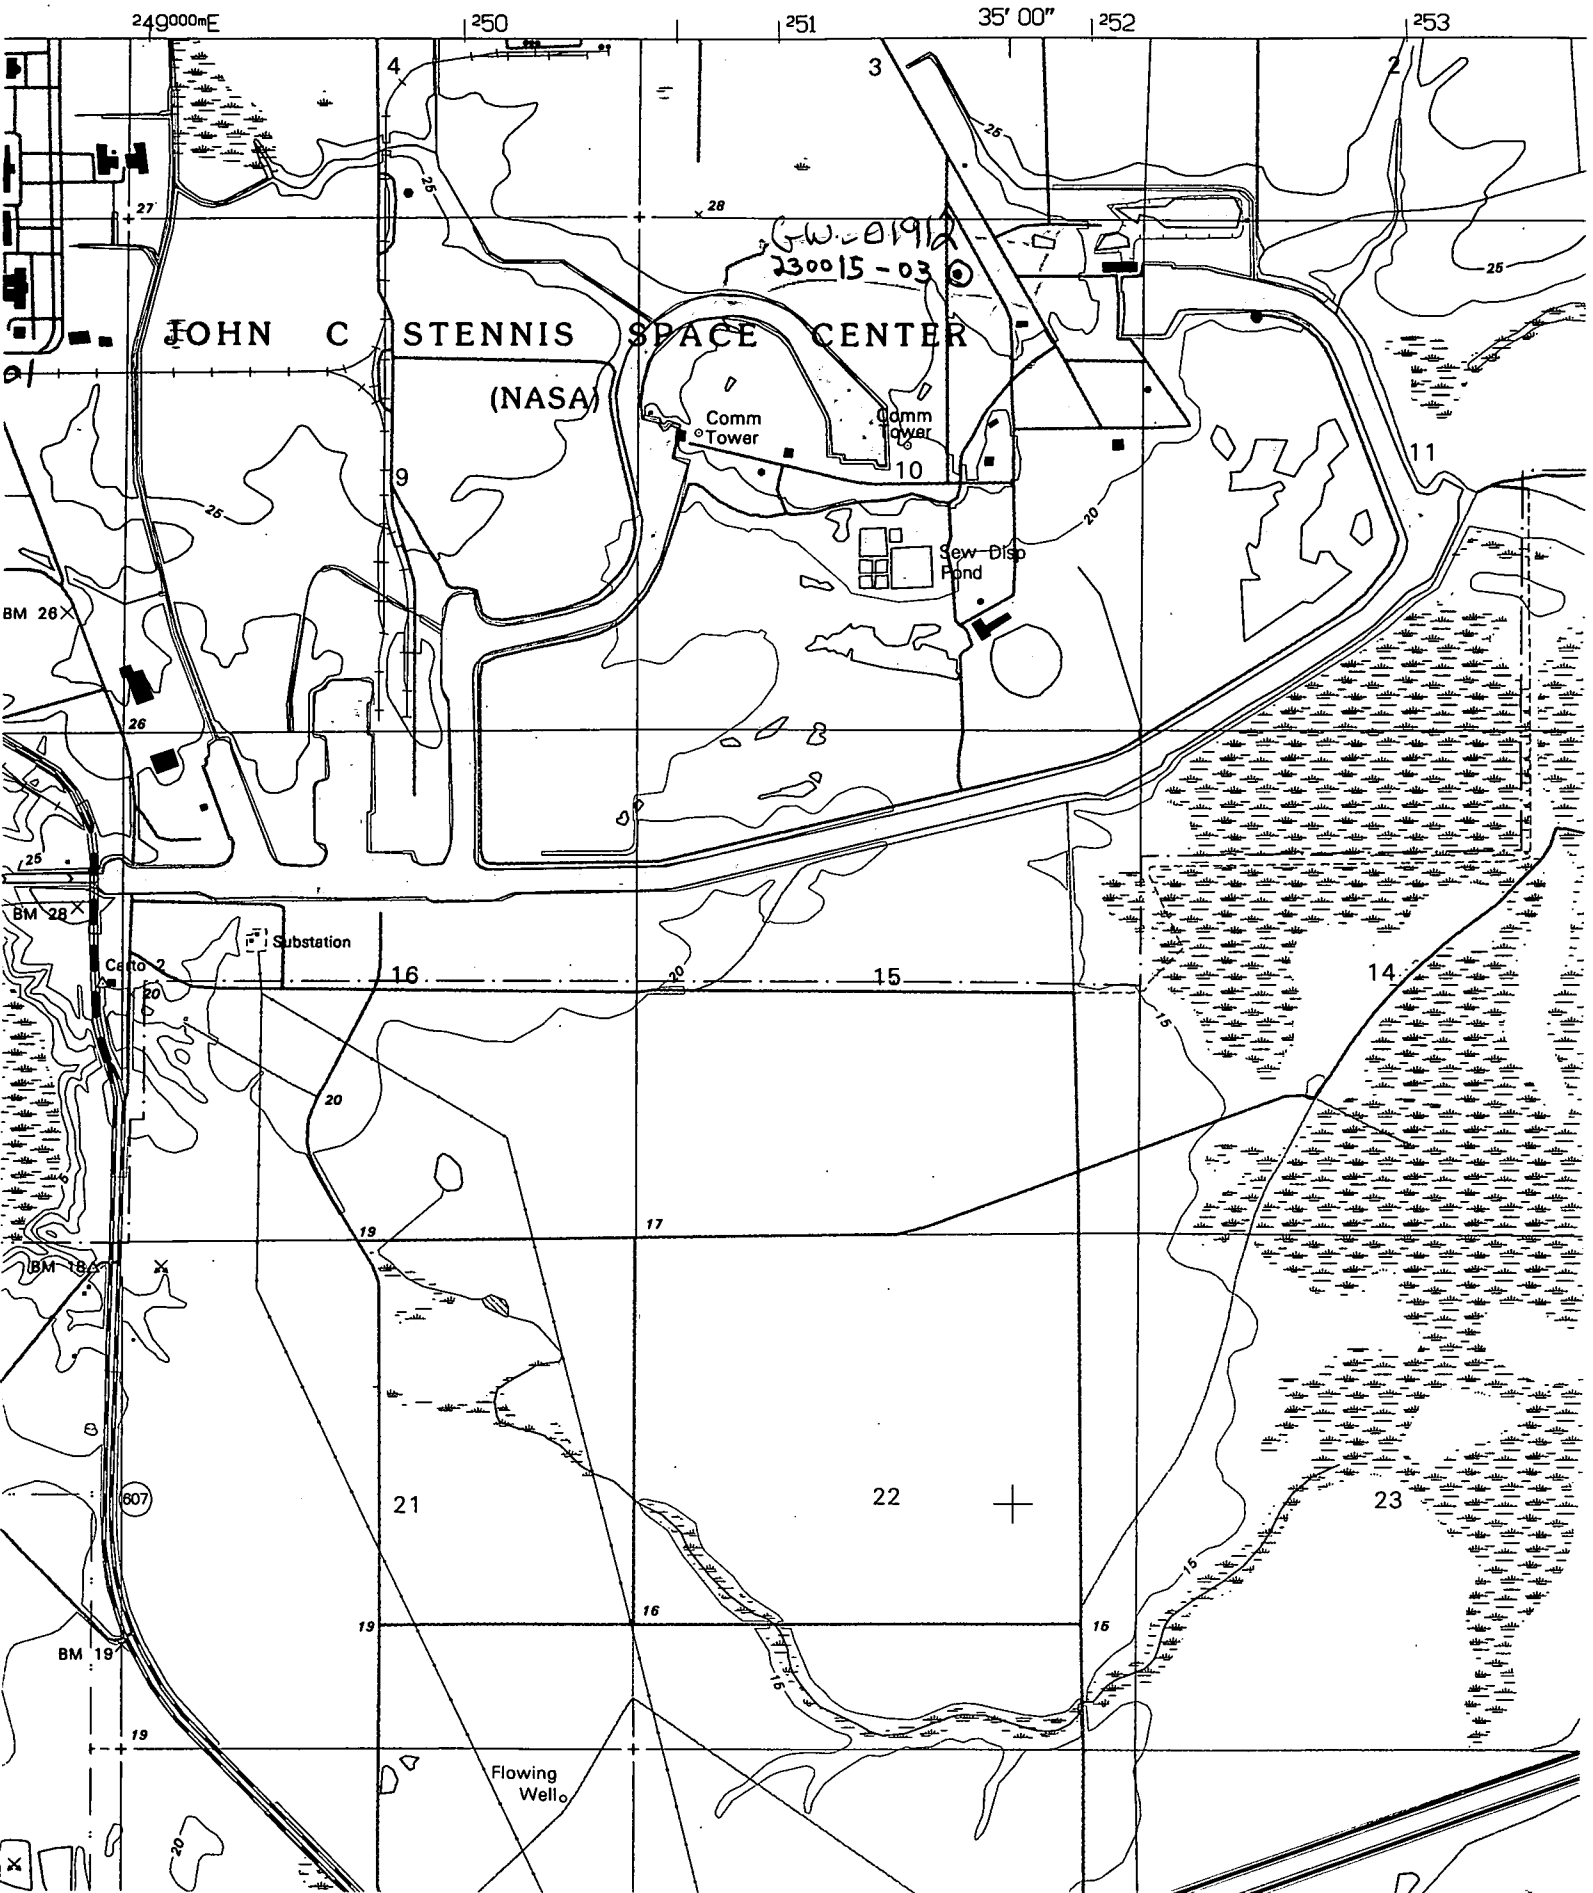 249000mE 250 251 35' 00" 252 253
4 3 2
25
25
27 28
GW-01912
230015-03
25
JOHN C STENNIS SPACE CENTER
01
(NASA)
Comm
Tower
Comm
Tower
9 10 11
25 20
Sew Disp
Pond
BM 26
26
25
BM 28
Substation
Carto 2
16 20 15 14
20
15
20
5
19 17
BM 18
607 21 22 23
15
19 16 15
BM 19
15
19
Flowing
Well
20